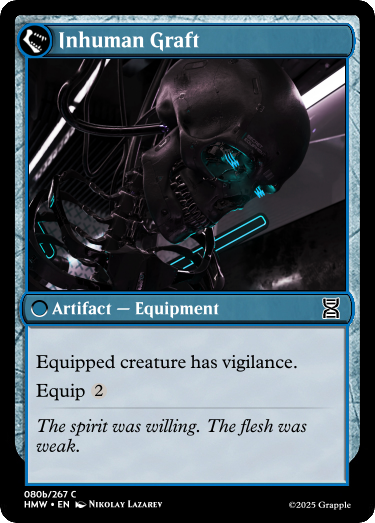 Inhuman Graft
Artifact — Equipment
Equipped creature has vigilance.
Equip 2
The spirit was willing. The flesh was
weak.
080b/267 C
HMW • EN Nikolay Lazarev
©2025 Grapple